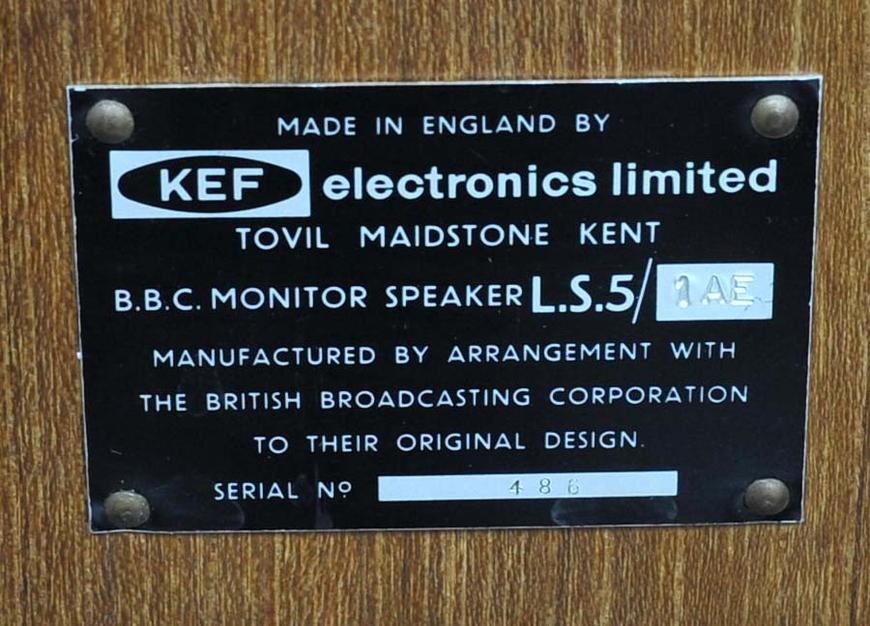 MADE IN ENGLAND BY
KEF electronics limited
TOVIL MAIDSTONE KENT
B.B.C. MONITOR SPEAKER L.S.5/1AE
MANUFACTURED BY ARRANGEMENT WITH
THE BRITISH BROADCASTING CORPORATION
TO THEIR ORIGINAL DESIGN.
SERIAL Nº 486